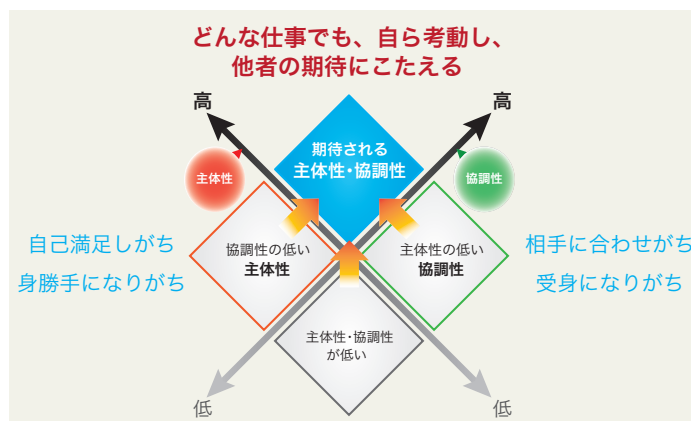 どんな仕事でも、自ら考動し、
他者の期待にこたえる
高
高
期待される
主体性・協調性
主体性
協調性
自己満足しがち
身勝手になりがち
協調性の低い
主体性
主体性の低い
協調性
相手に合わせがち
受身になりがち
主体性・協調性
が低い
低
低